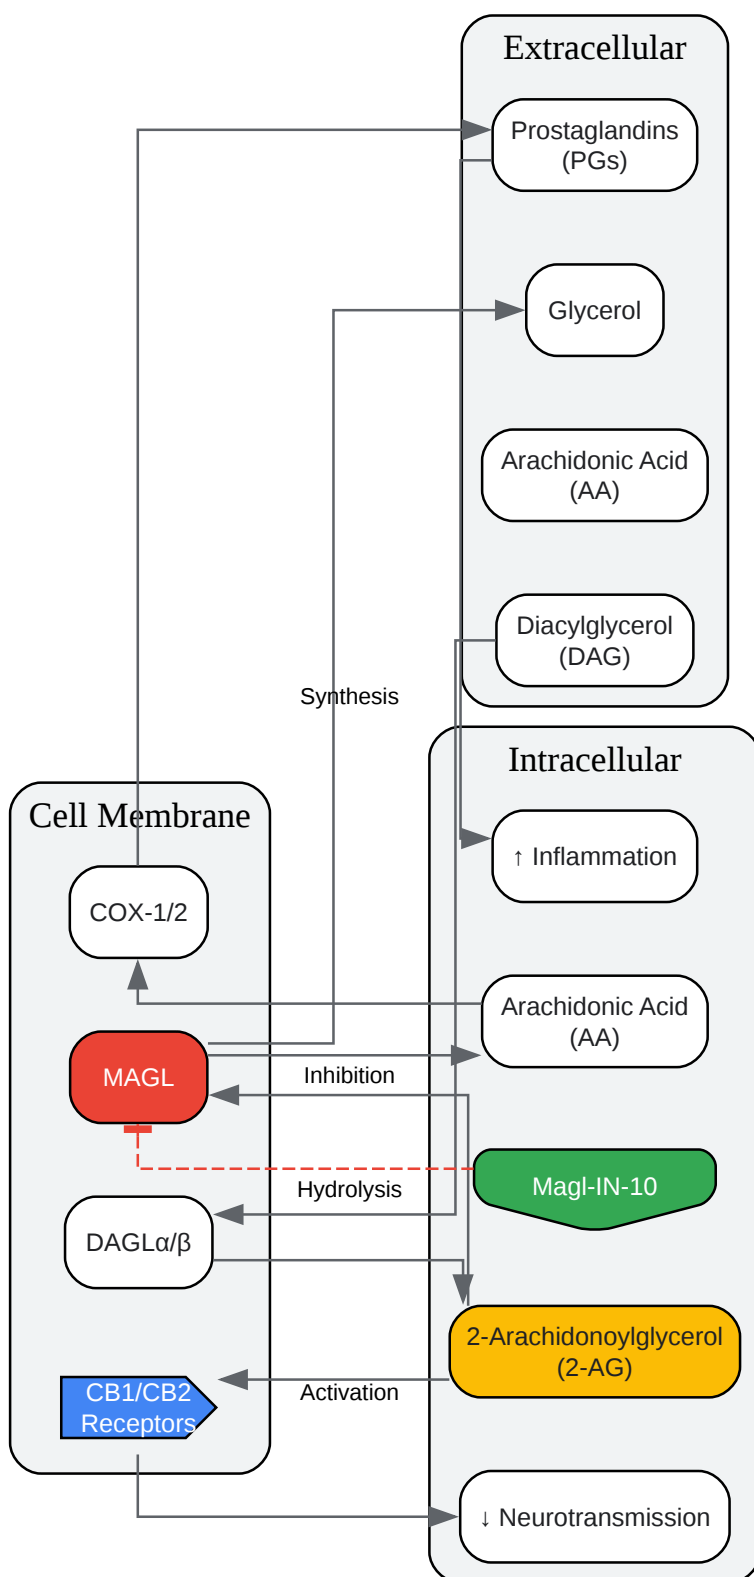 Extracellular
Prostaglandins
(PGs)
Glycerol
Arachidonic Acid
(AA)
Diacylglycerol
(DAG)
Synthesis
Intracellular
Cell Membrane
↑ Inflammation
COX-1/2
Arachidonic Acid
(AA)
MAGL
Inhibition
Magl-IN-10
Hydrolysis
DAGLα/β
2-Arachidonoylglycerol
(2-AG)
CB1/CB2
Receptors
Activation
↓ Neurotransmission